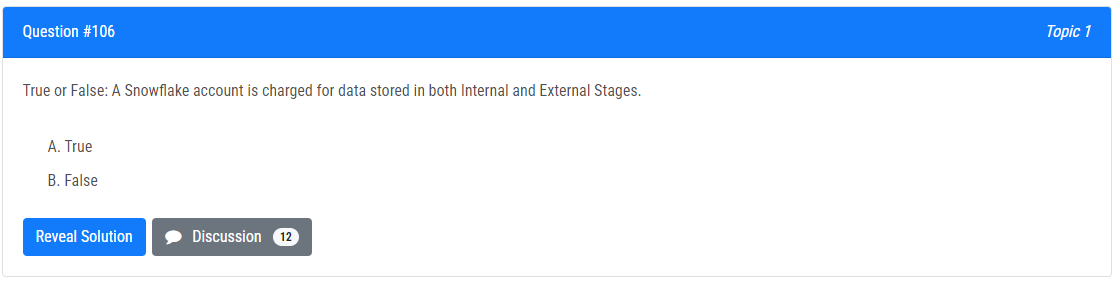 Question #106
Topic 1
True or False: A Snowflake account is charged for data stored in both Internal and External Stages.
A. True
B. False
Reveal Solution
Discussion 12